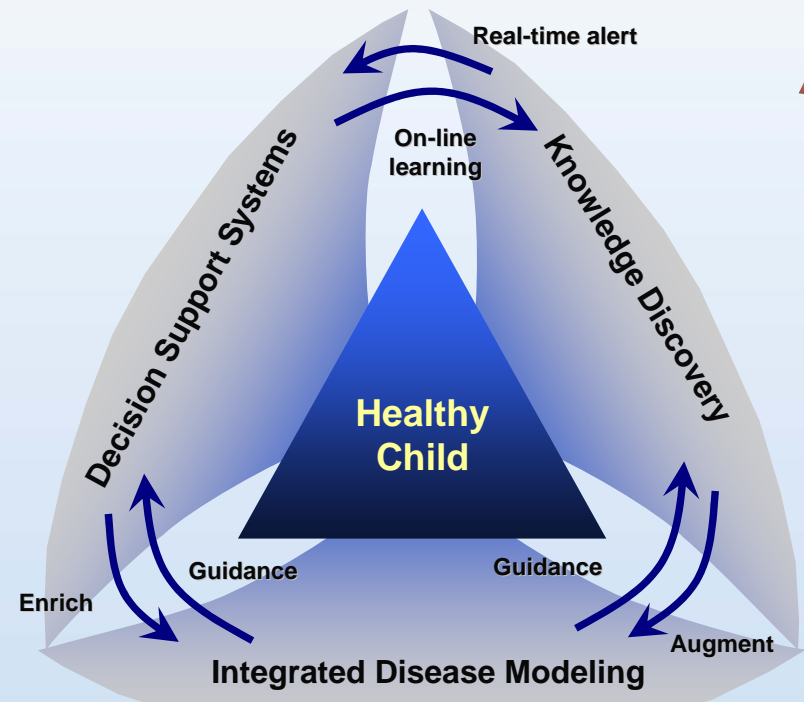 Real-time alert
On-line
learning
Decision Support Systems
Knowledge Discovery
Healthy
Child
Guidance
Guidance
Enrich
Augment
Integrated Disease Modeling